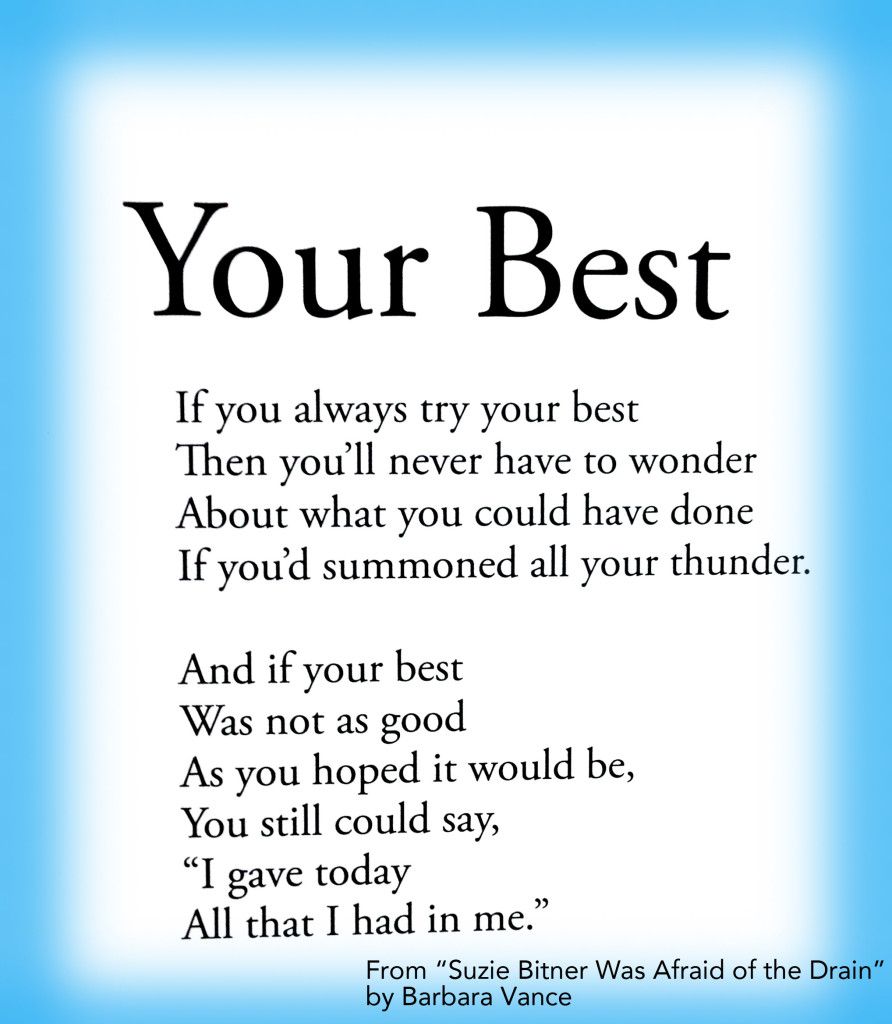 Your Best
If you always try your best
Then you’ll never have to wonder
About what you could have done
If you’d summoned all your thunder.
And if your best
Was not as good
As you hoped it would be,
You still could say,
“I gave today
All that I had in me.”
From “Suzie Bitner Was Afraid of the Drain”
by Barbara Vance